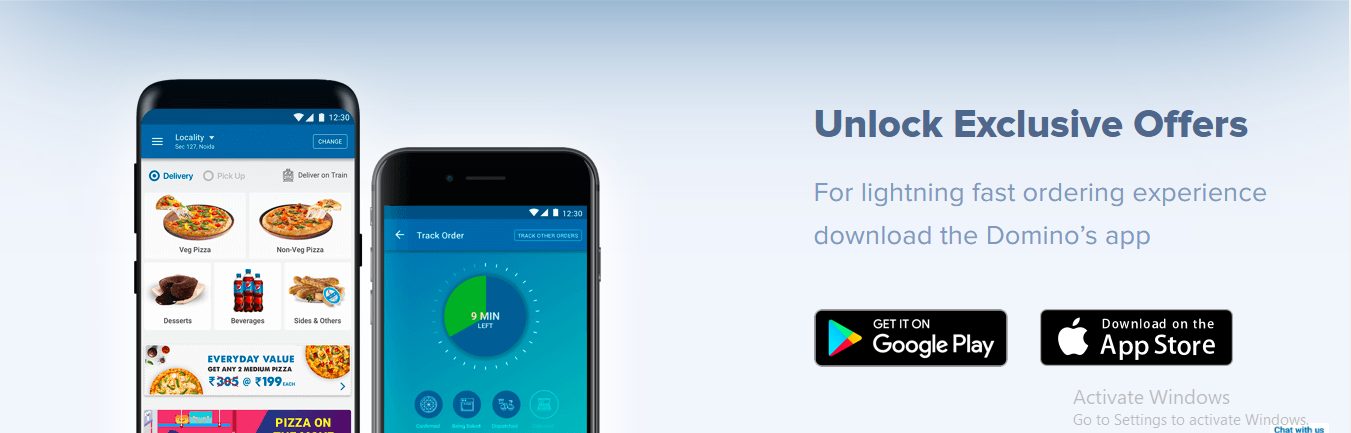 12:30
Locality
Sec 127, Noida
CHANGE
Delivery
Pick Up
Deliver on Train
Veg Pizza
Non-Veg Pizza
Desserts
Beverages
Sides & Others
EVERYDAY VALUE
GET ANY 2 MEDIUM PIZZA
₹305 @ ₹199 EACH
PIZZA ON
12:30
Track Order
TRACK OTHER ORDERS
9 MIN
LEFT
Confirmed
Being Baked
Dispatched
Unlock Exclusive Offers
For lightning fast ordering experience
download the Domino's app
GET IT ON
Google Play
Download on the
App Store
Activate Windows
Go to Settings to activate Windows.
Chat with us